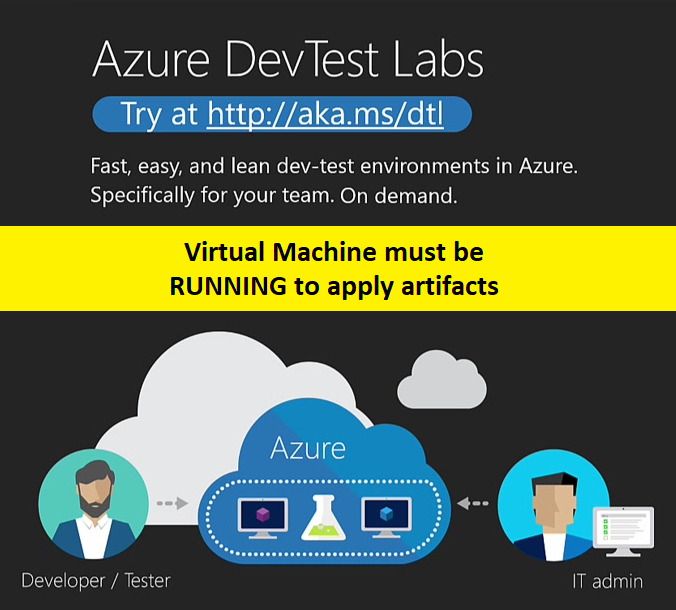 Azure DevTest Labs
Try at http://aka.ms/dtl
Fast, easy, and lean dev-test environments in Azure.
Specifically for your team. On demand.
Virtual Machine must be
RUNNING to apply artifacts
Azure
Developer / Tester
IT admin